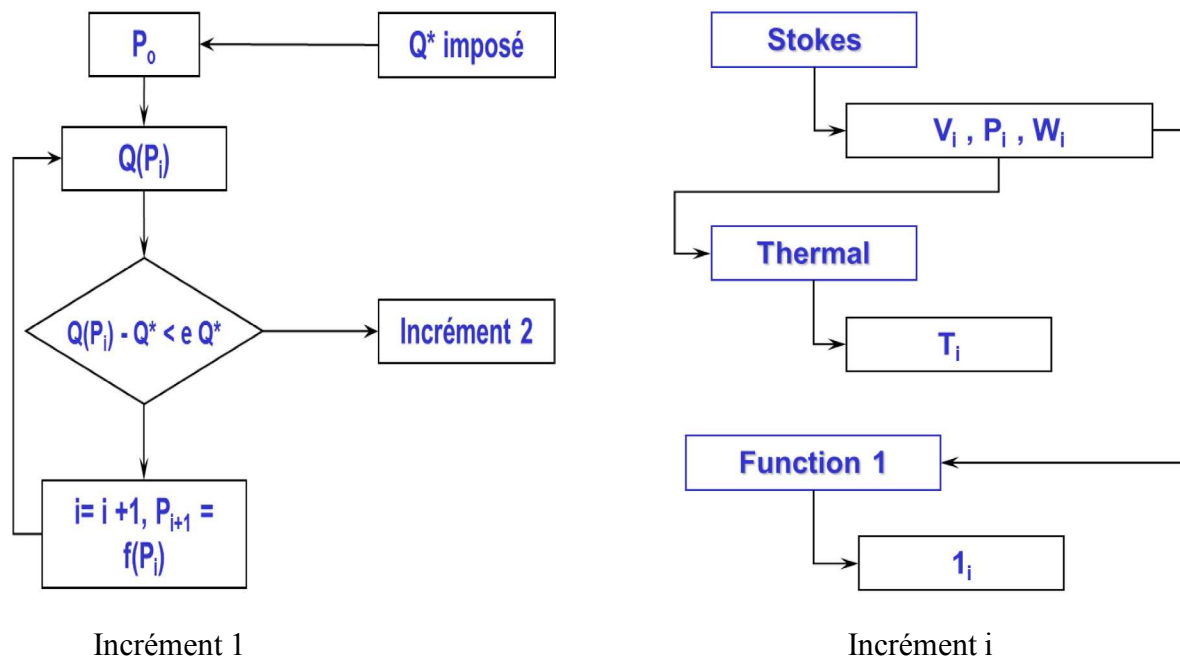 Pₒ
Q* imposé
Q(Pᵢ)
Q(Pᵢ) - Q* < e Q*
Incrément 2
i= i +1, Pᵢ₊₁ =
f(Pᵢ)
Incrément 1
Stokes
Vᵢ , Pᵢ , Wᵢ
Thermal
Tᵢ
Function 1
1ᵢ
Incrément i